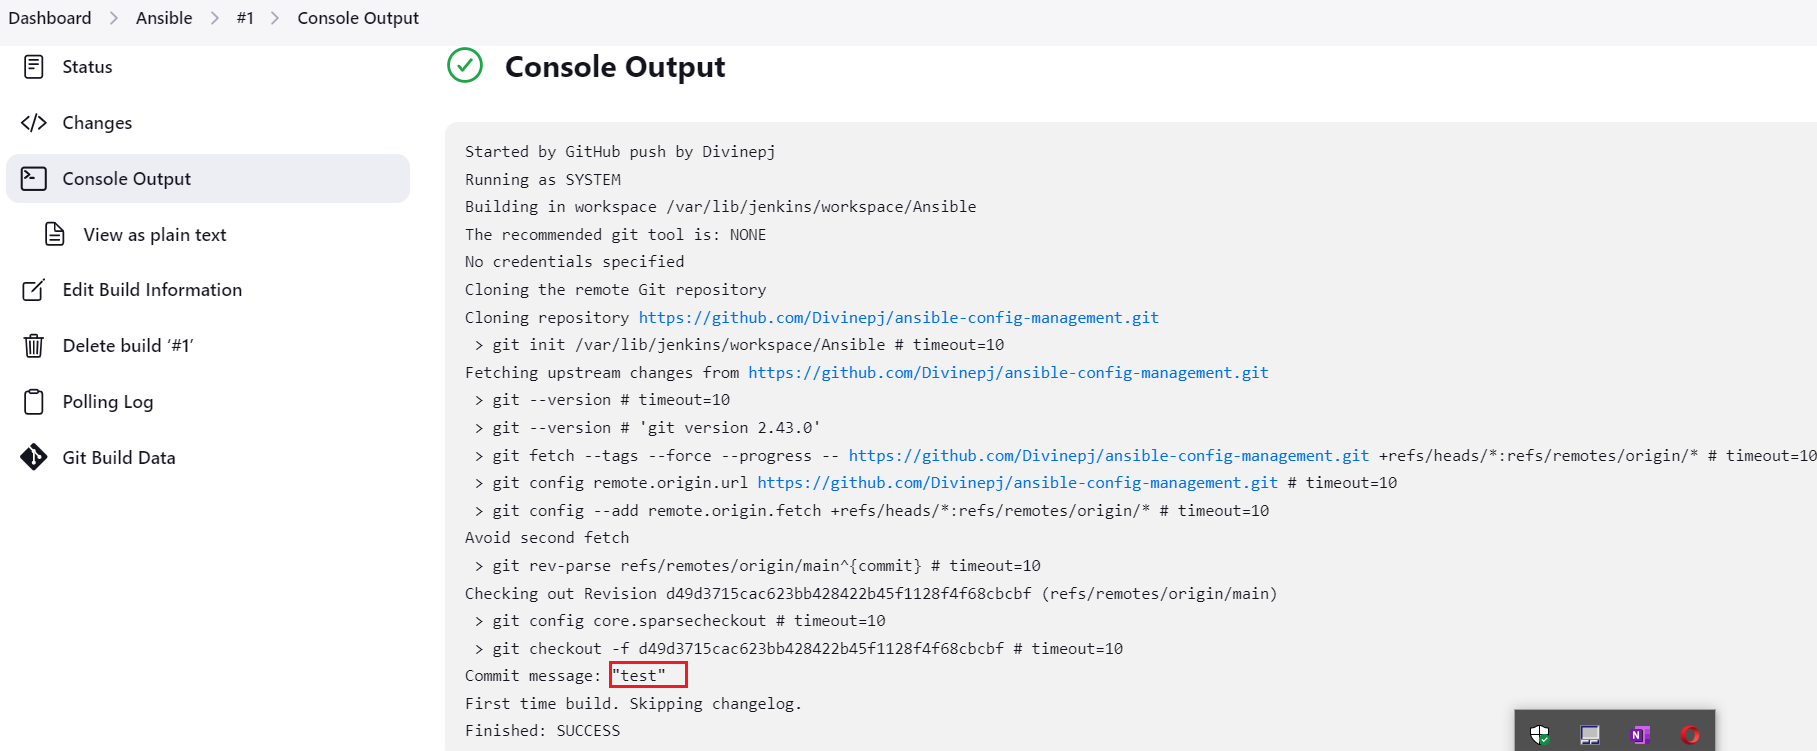 Dashboard > Ansible > #1 > Console Output
Status
Changes
Console Output
View as plain text
Edit Build Information
Delete build ‘#1’
Polling Log
Git Build Data
Console Output
Started by GitHub push by Divinepj
Running as SYSTEM
Building in workspace /var/lib/jenkins/workspace/Ansible
The recommended git tool is: NONE
No credentials specified
Cloning the remote Git repository
Cloning repository https://github.com/Divinepj/ansible-config-management.git
> git init /var/lib/jenkins/workspace/Ansible # timeout=10
Fetching upstream changes from https://github.com/Divinepj/ansible-config-management.git
> git --version # timeout=10
> git --version # 'git version 2.43.0'
> git fetch --tags --force --progress -- https://github.com/Divinepj/ansible-config-management.git +refs/heads/*:refs/remotes/origin/* # timeout=10
> git config remote.origin.url https://github.com/Divinepj/ansible-config-management.git # timeout=10
> git config --add remote.origin.fetch +refs/heads/*:refs/remotes/origin/* # timeout=10
Avoid second fetch
> git rev-parse refs/remotes/origin/main^{commit} # timeout=10
Checking out Revision d49d3715cac623bb428422b45f1128f4f68cbcbf (refs/remotes/origin/main)
> git config core.sparsecheckout # timeout=10
> git checkout -f d49d3715cac623bb428422b45f1128f4f68cbcbf # timeout=10
Commit message: "test"
First time build. Skipping changelog.
Finished: SUCCESS